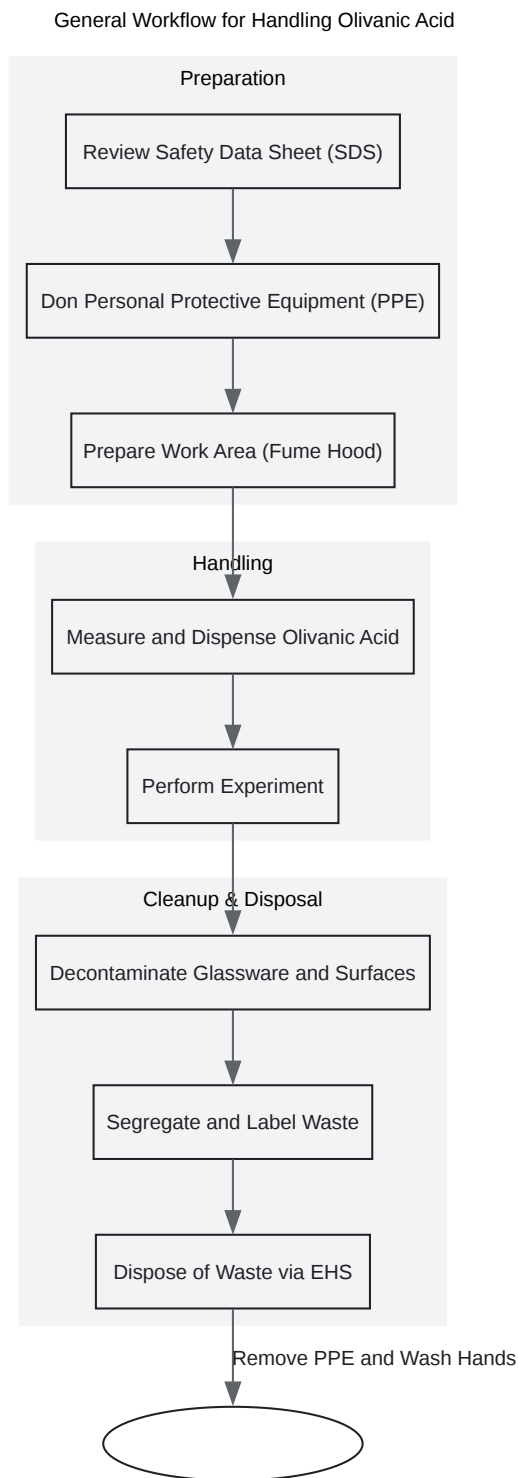 General Workflow for Handling Olivanic Acid
Preparation
Review Safety Data Sheet (SDS)
Don Personal Protective Equipment (PPE)
Prepare Work Area (Fume Hood)
Handling
Measure and Dispense Olivanic Acid
Perform Experiment
Cleanup & Disposal
Decontaminate Glassware and Surfaces
Segregate and Label Waste
Dispose of Waste via EHS
Remove PPE and Wash Hands